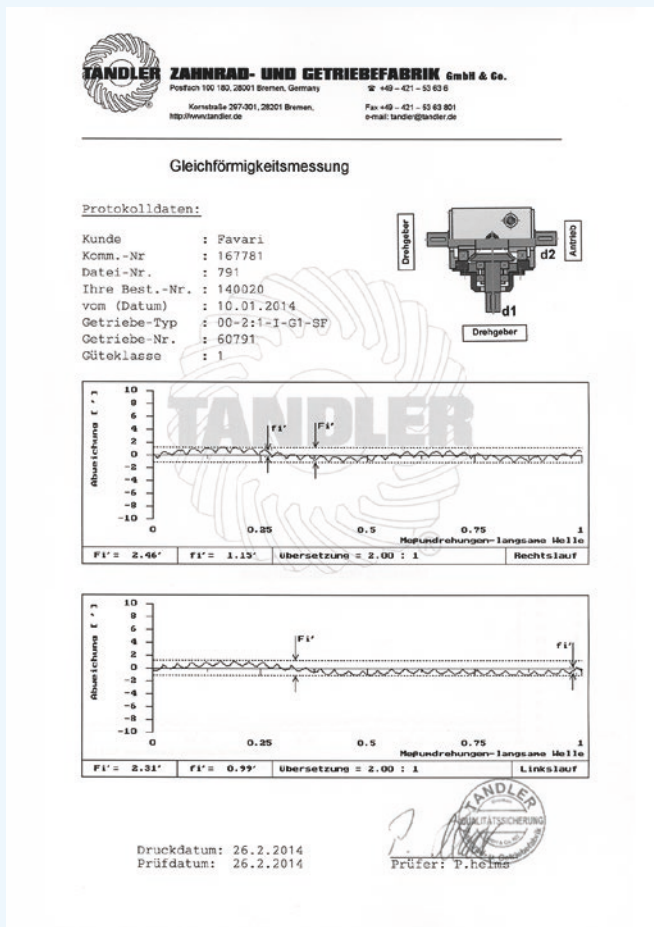 TANDLER ZAHNRAD- UND GETRIEBEFABRIK GmbH & Co.
Postfach 100 180, 28001 Bremen, Germany ☎ +49 – 421 – 53 63 6
Kornstraße 297-301, 28201 Bremen, Fax +49 – 421 – 53 63 801
http://www.tandler.de e-mail: tandler@tandler.de
Gleichförmigkeitsmessung
Protokolldaten:
Kunde : Favari
Komm.-Nr : 167781
Datei-Nr. : 791
Ihre Best.-Nr. : 140020
vom (Datum) : 10.01.2014
Getriebe-Typ : 00-2:1-I-G1-SF
Getriebe-Nr. : 60791
Güteklasse : 1
Drehgeber
Antrieb
d2
d1
Drehgeber
TANDLER
Abweichung [ ' ]
10
8
6
4
2
0
-2
-4
-6
-8
-10
fi'
Fi'
0 0.25 0.5 0.75 1
Meßumdrehungen-langsame Welle
Fi'= 2.46' fi'= 1.15' Übersetzung = 2.00 : 1 Rechtslauf
Abweichung [ ' ]
10
8
6
4
2
0
-2
-4
-6
-8
-10
Fi'
fi'
0 0.25 0.5 0.75 1
Meßumdrehungen-langsame Welle
Fi'= 2.31' fi'= 0.99' Übersetzung = 2.00 : 1 Linkslauf
Druckdatum: 26.2.2014
Prüfdatum: 26.2.2014
Prüfer: P.helms
TANDLER
QUALITÄTSSICHERUNG